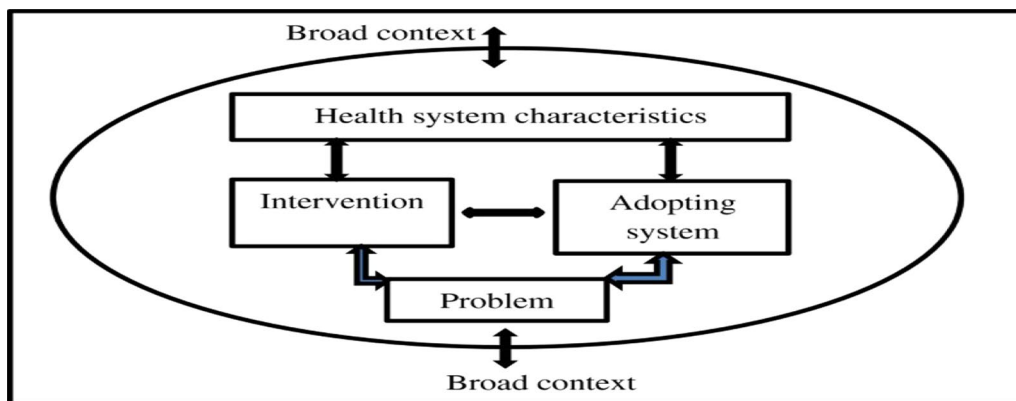 Broad context
Health system characteristics
Intervention
Adopting
system
Problem
Broad context